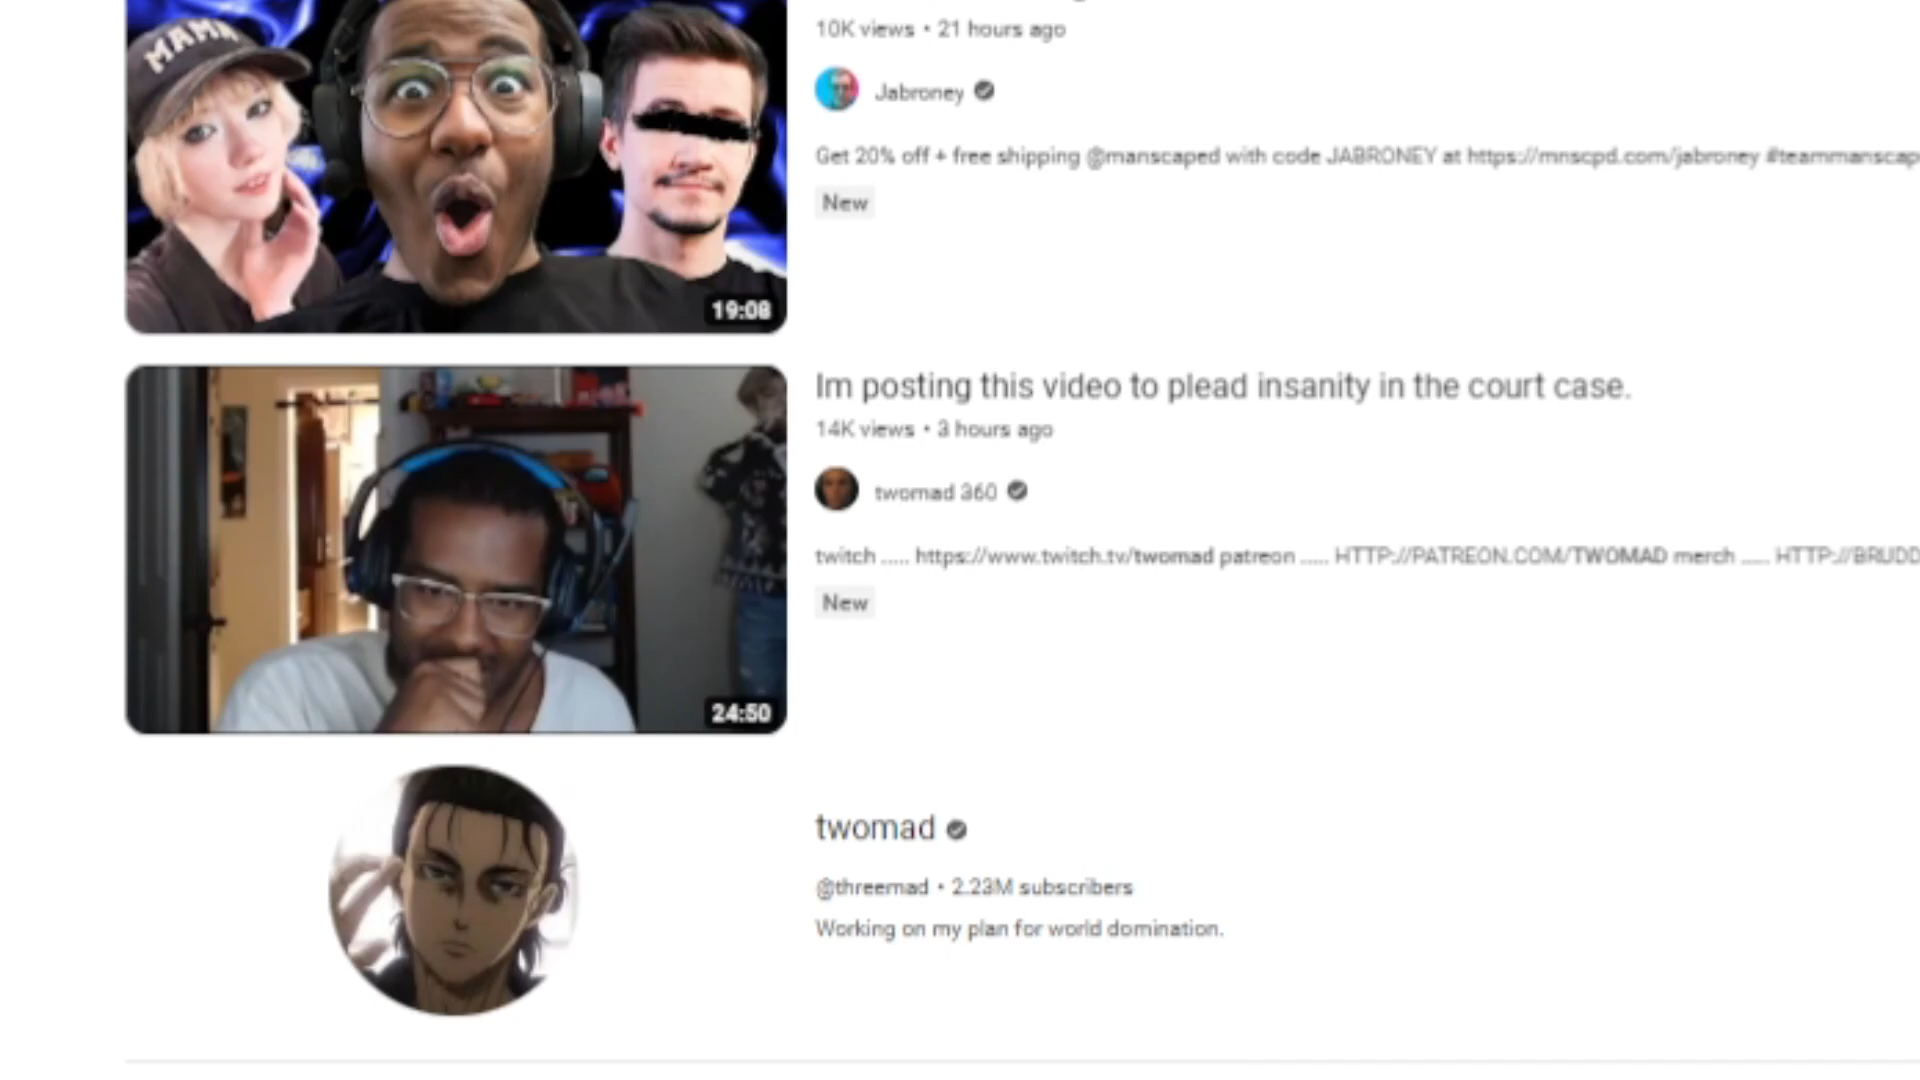 MAMA
10K views • 21 hours ago
Jabroney
Get 20% off + free shipping @manscaped with code JABRONEY at https://mnscpd.com/jabroney #teammanscap
New
19:08
Im posting this video to plead insanity in the court case.
14K views • 3 hours ago
twomad 360
twitch ..... https://www.twitch.tv/twomad patreon ..... HTTP://PATREON.COM/TWOMAD merch ..... HTTP://BRUDD
New
24:50
twomad
@threemad • 2.23M subscribers
Working on my plan for world domination.